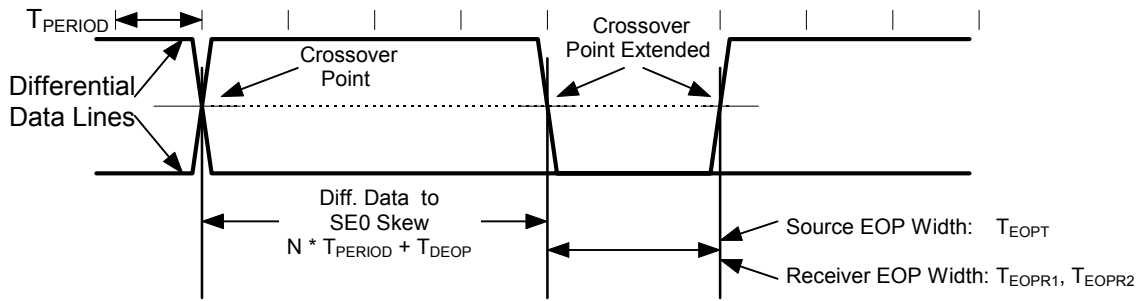 TPERIOD
Differential
Data Lines
Crossover
Point
Crossover
Point Extended
Diff. Data to
SE0 Skew
N * TPERIOD + TDEOP
Source EOP Width: TEOPT
Receiver EOP Width: TEOPR1, TEOPR2